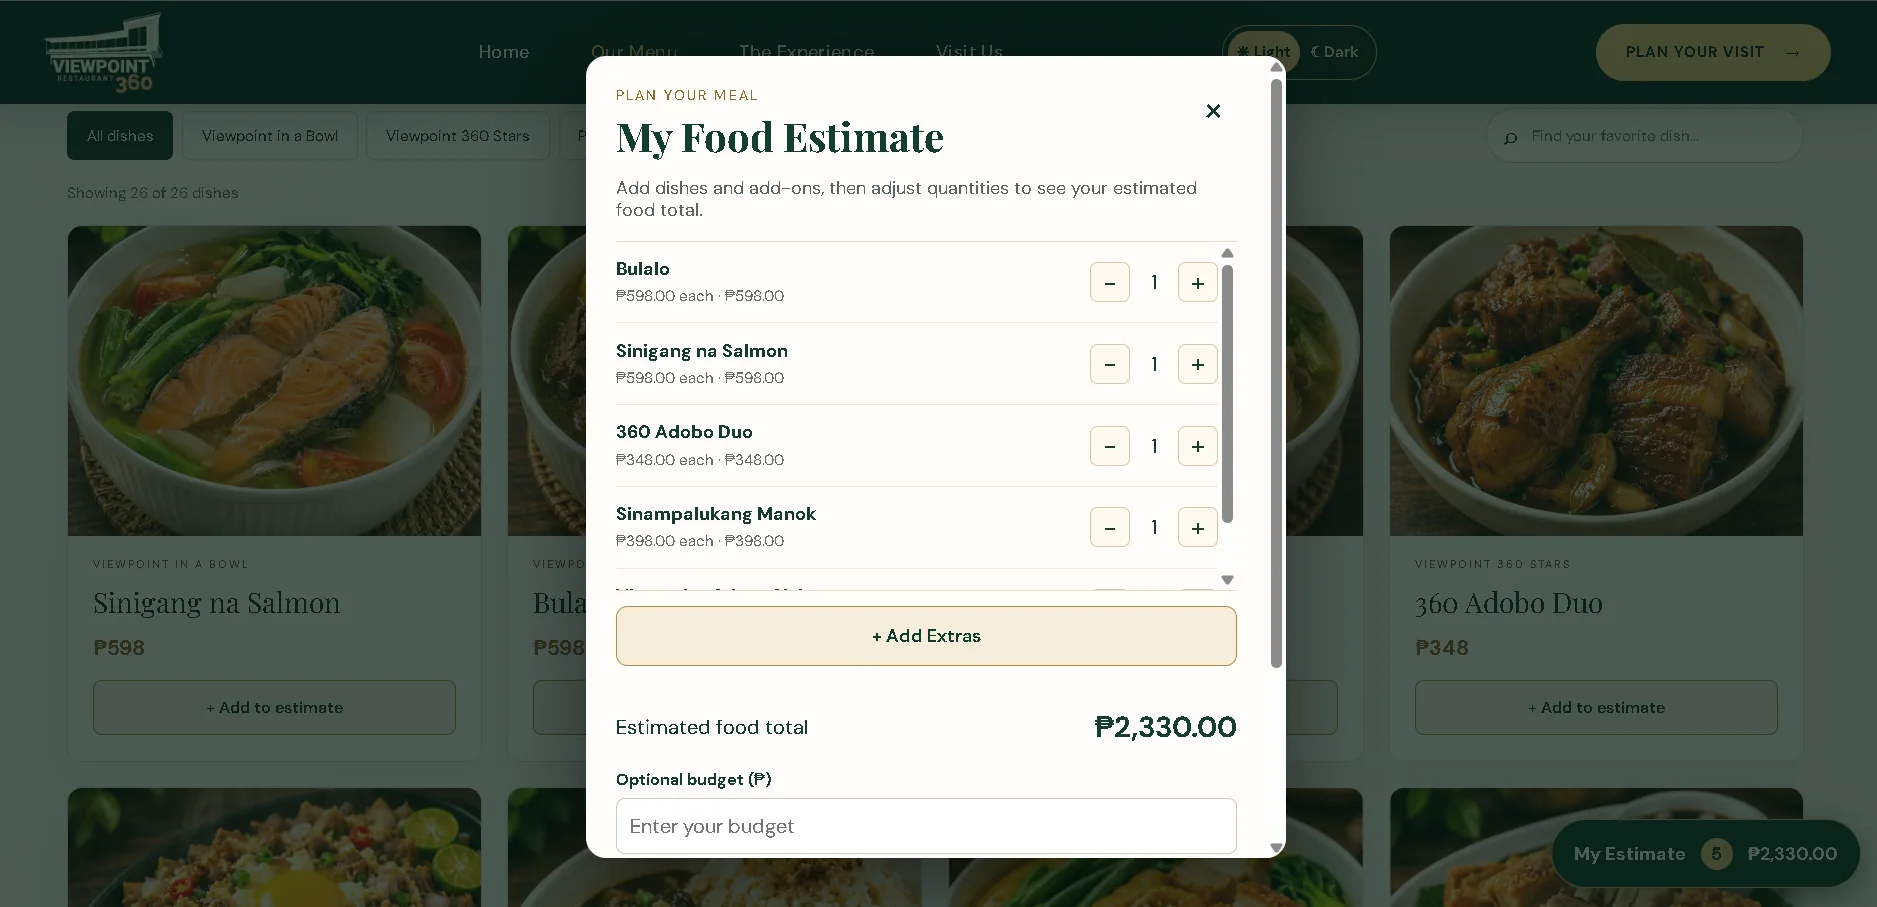 VIEWPOINT
RESTAURANT
360
Home
Our Menu
The Experience
Visit Us
Light
Dark
PLAN YOUR VISIT →
All dishes
Viewpoint in a Bowl
Viewpoint 360 Stars
Find your favorite dish...
Showing 26 of 26 dishes
PLAN YOUR MEAL
My Food Estimate
Add dishes and add-ons, then adjust quantities to see your estimated
food total.
Bulalo
₱598.00 each · ₱598.00
− 1 +
Sinigang na Salmon
₱598.00 each · ₱598.00
− 1 +
360 Adobo Duo
₱348.00 each · ₱348.00
− 1 +
Sinampalukang Manok
₱398.00 each · ₱398.00
− 1 +
+ Add Extras
Estimated food total
₱2,330.00
Optional budget (₱)
Enter your budget
VIEWPOINT IN A BOWL
Sinigang na Salmon
₱598
+ Add to estimate
₱598
VIEWPOINT 360 STARS
360 Adobo Duo
₱348
+ Add to estimate
My Estimate 5 ₱2,330.00